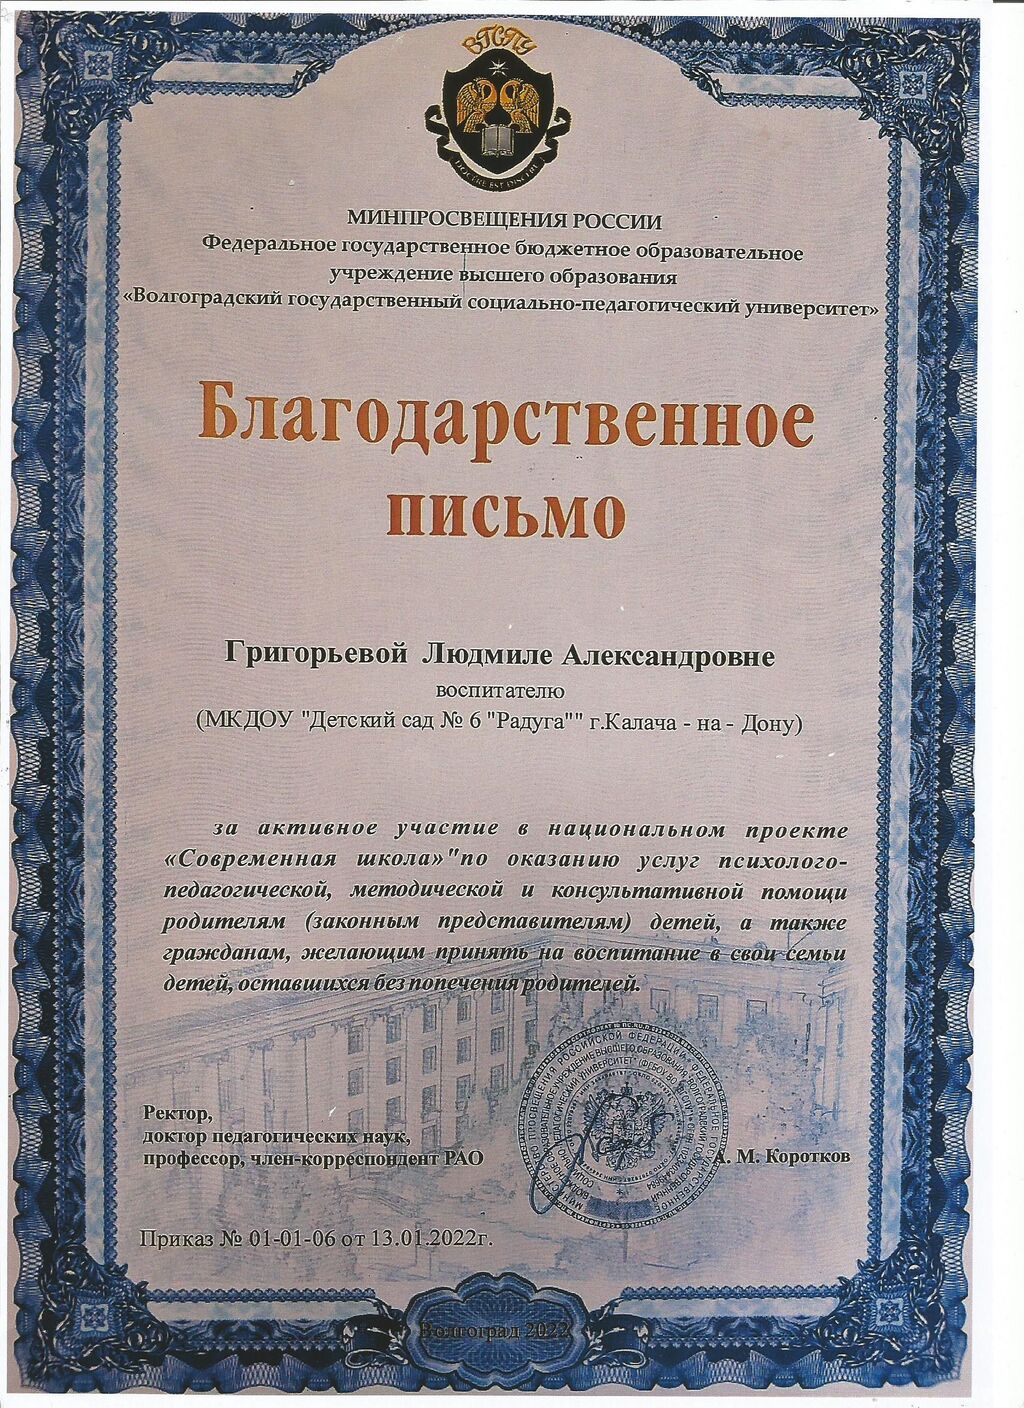 ВГСПУ
DOCERE EST DISCERE
МИНПРОСВЕЩЕНИЯ РОССИИ
Федеральное государственное бюджетное образовательное
учреждение высшего образования
«Волгоградский государственный социально-педагогический университет»
Благодарственное
письмо
Григорьевой Людмиле Александровне
воспитателю
(МКДОУ "Детский сад № 6 "Радуга"" г.Калача - на - Дону)
за активное участие в национальном проекте
«Современная школа»"по оказанию услуг психолого-
педагогической, методической и консультативной помощи
родителям (законным представителям) детей, а также
гражданам, желающим принять на воспитание в свои семьи
детей, оставшихся без попечения родителей.
Ректор,
доктор педагогических наук,
профессор, член-корреспондент РАО
А. М. Коротков
Приказ № 01-01-06 от 13.01.2022г.
Волгоград 2022